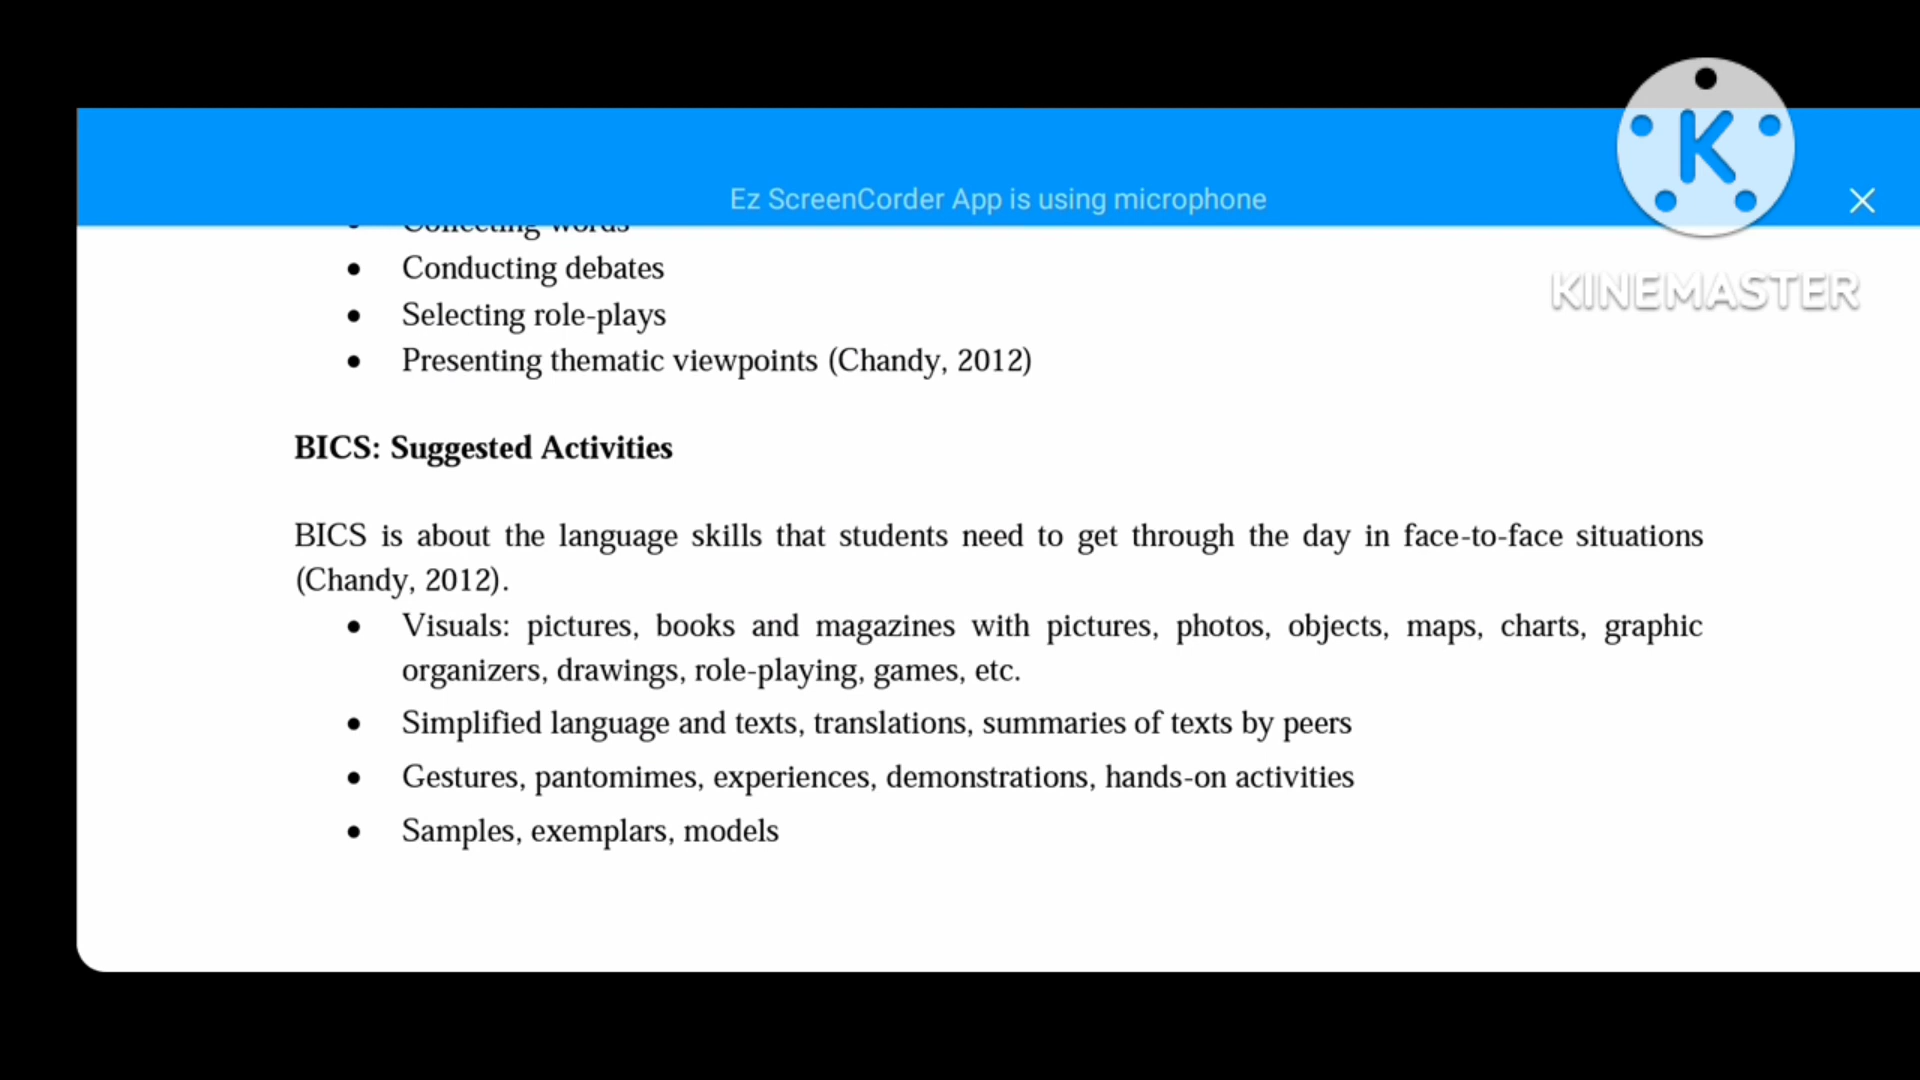 Ez ScreenCorder App is using microphone
K
KINEMASTER
• Collecting words
• Conducting debates
• Selecting role-plays
• Presenting thematic viewpoints (Chandy, 2012)
BICS: Suggested Activities
BICS is about the language skills that students need to get through the day in face-to-face situations
(Chandy, 2012).
• Visuals: pictures, books and magazines with pictures, photos, objects, maps, charts, graphic
organizers, drawings, role-playing, games, etc.
• Simplified language and texts, translations, summaries of texts by peers
• Gestures, pantomimes, experiences, demonstrations, hands-on activities
• Samples, exemplars, models